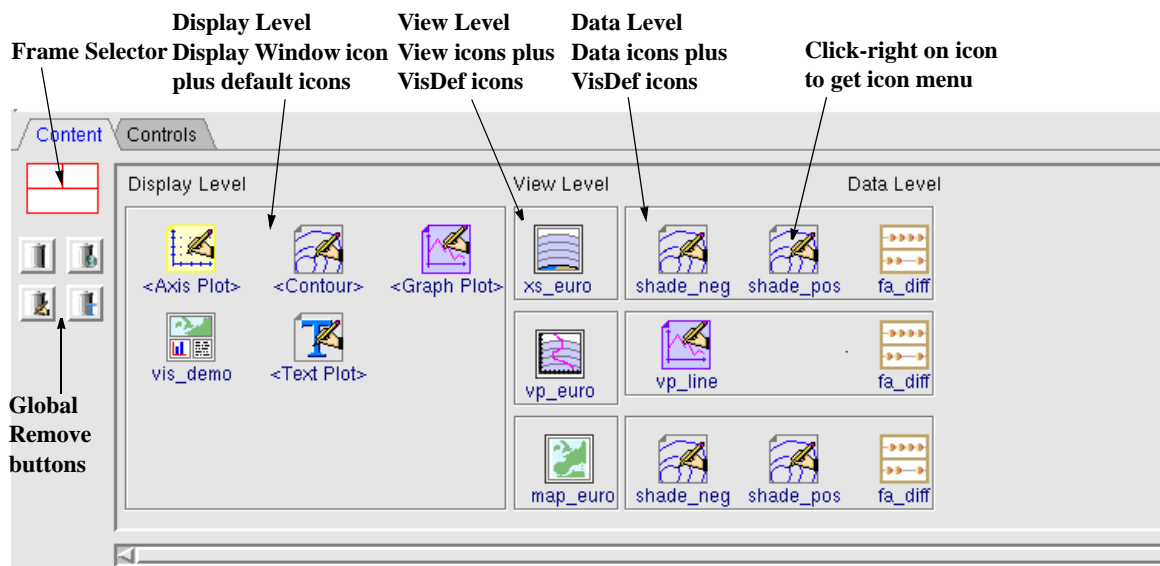 Frame Selector
Display Level
Display Window icon
plus default icons
View Level
View icons plus
VisDef icons
Data Level
Data icons plus
VisDef icons
Click-right on icon
to get icon menu
Content
Controls
Display Level
View Level
Data Level
<Axis Plot>
<Contour>
<Graph Plot>
xs_euro
shade_neg
shade_pos
fa_diff
vis_demo
<Text Plot>
vp_euro
vp_line
fa_diff
map_euro
shade_neg
shade_pos
fa_diff
Global
Remove
buttons